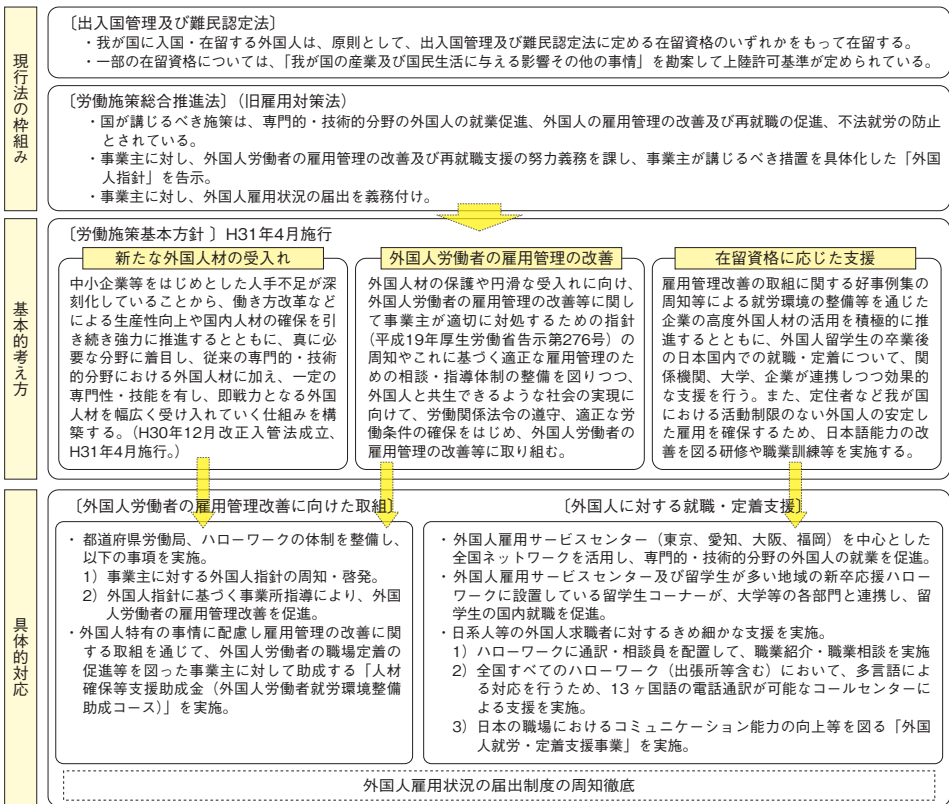 現行法の枠組み
〔出入国管理及び難民認定法〕
・我が国に入国・在留する外国人は、原則として、出入国管理及び難民認定法に定める在留資格のいずれかをもって在留する。
・一部の在留資格については、「我が国の産業及び国民生活に与える影響その他の事情」を勘案して上陸許可基準が定められている。
〔労働施策総合推進法〕（旧雇用対策法）
・国が講じるべき施策は、専門的・技術的分野の外国人の就業促進、外国人の雇用管理の改善及び再就職の促進、不法就労の防止
とされている。
・事業主に対し、外国人労働者の雇用管理の改善及び再就職支援の努力義務を課し、事業主が講じるべき措置を具体化した「外国
人指針」を告示。
・事業主に対し、外国人雇用状況の届出を義務付け。
基本的考え方
〔労働施策基本方針 〕H31年4月施行
新たな外国人材の受入れ
中小企業等をはじめとした人手不足が
深刻化していることから、働き方改革など
による生産性向上や国内人材の確保を引
き続き強力に推進するとともに、真に必
要な分野に着目し、従来の専門的・技術
的分野における外国人材に加え、一定の
専門性・技能を有し、即戦力となる外国
人材を幅広く受け入れていく仕組みを構
築する。（H30年12月改正入管法成立、
H31年4月施行。）
外国人労働者の雇用管理の改善
外国人材の保護や円滑な受入れに向け、
外国人労働者の雇用管理の改善等に関し
て事業主が適切に対処するための指針
（平成19年厚生労働省告示第276号）の
周知やこれに基づく適正な雇用管理のた
めの相談・指導体制の整備を図りつつ、
外国人と共生できるような社会の実現に
向けて、労働関係法令の遵守、適正な労
働条件の確保をはじめ、外国人労働者の
雇用管理の改善等に取り組む。
在留資格に応じた支援
雇用管理改善の取組に関する好事例集の
周知等による就労環境の整備等を通じた
企業の高度外国人材の活用を積極的に推
進するとともに、外国人留学生の卒業後
の日本国内での就職・定着について、関
係機関、大学、企業が連携しつつ効果的
な支援を行う。また、定住者など我が国
における活動制限のない外国人の安定し
た雇用を確保するため、日本語能力の改
善を図る研修や職業訓練等を実施する。
具体的対応
〔外国人労働者の雇用管理改善に向けた取組〕
・ 都道府県労働局、ハローワークの体制を整備し、
以下の事項を実施。
1） 事業主に対する外国人指針の周知・啓発。
2） 外国人指針に基づく事業所指導により、外国
人労働者の雇用管理改善を促進。
・外国人特有の事情に配慮し雇用管理の改善に関
する取組を通じて、外国人労働者の職場定着の
促進等を図った事業主に対して助成する「人材
確保等支援助成金（外国人労働者就労環境整備
助成コース）」を実施。
〔外国人に対する就職・定着支援〕
・ 外国人雇用サービスセンター（東京、愛知、大阪、福岡）を中心とした
全国ネットワークを活用し、専門的・技術的分野の外国人の就業を促進。
・外国人雇用サービスセンター及び留学生が多い地域の新卒応援ハロー
ワークに設置している留学生コーナーが、大学等の各部門と連携し、留
学生の国内就職を促進。
・日系人等の外国人求職者に対するきめ細かな支援を実施。
1） ハローワークに通訳・相談員を配置して、職業紹介・職業相談を実施
2） 全国すべてのハローワーク（出張所等含む）において、多言語によ
る対応を行うため、13ヶ国語の電話通訳が可能なコールセンターによ
る支援を実施。
3） 日本の職場におけるコミュニケーション能力の向上等を図る「外国
人就労・定着支援事業」を実施。
外国人雇用状況の届出制度の周知徹底